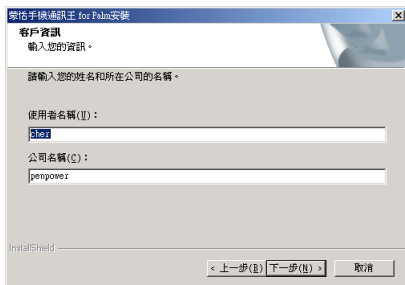 蒙恬手機通訊王 for Palm安裝
客戶資訊
輸入您的資訊。
請輸入您的姓名和所在公司的名稱。
使用者名稱(U)：
cher
公司名稱(C)：
penpower
InstallShield
< 上一步(B) 下一步(N) > 取消